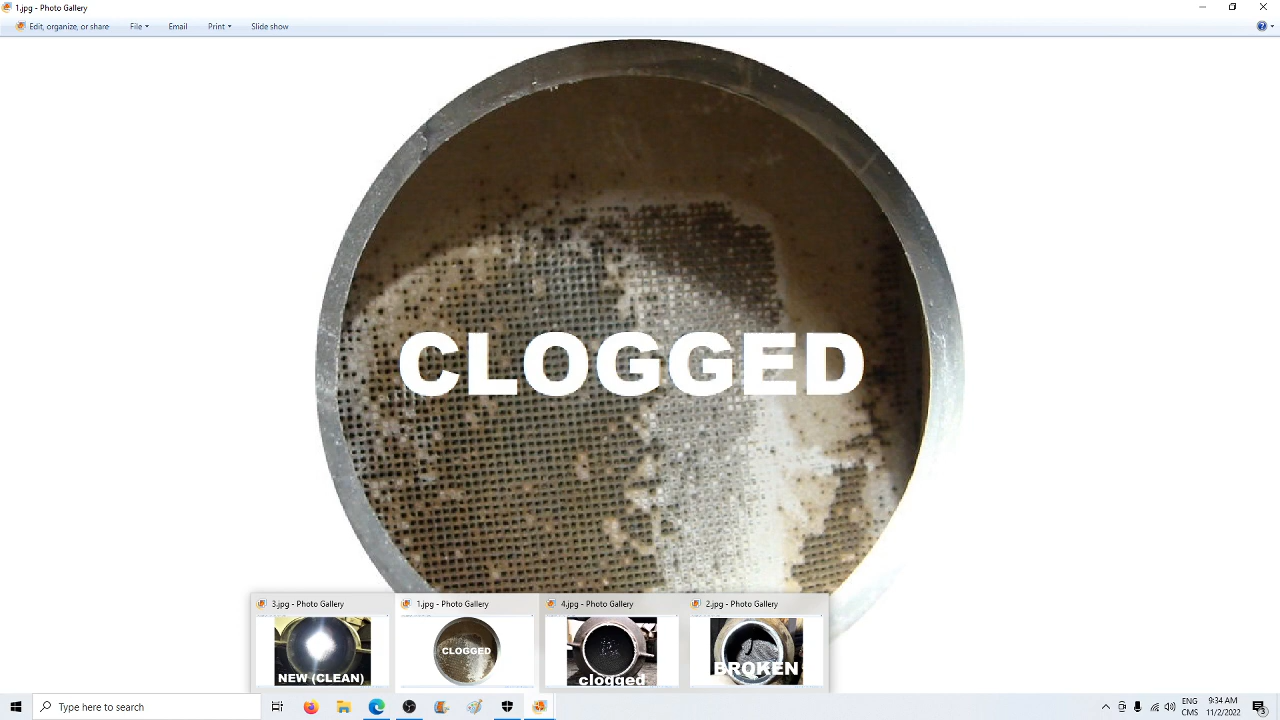 1.jpg - Photo Gallery
Edit, organize, or share File Email Print Slide show
CLOGGED
3.jpg - Photo Gallery 1.jpg - Photo Gallery 4.jpg - Photo Gallery 2.jpg - Photo Gallery
NEW (CLEAN) CLOGGED clogged BROKEN
Type here to search
ENG 9:34 AM
CMS 11/2/2022
3